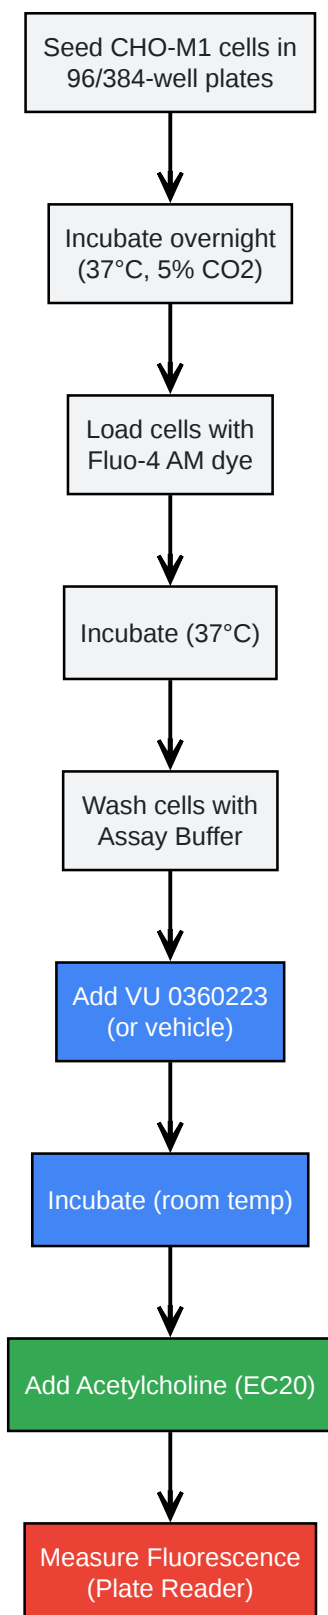 Seed CHO-M1 cells in
96/384-well plates
Incubate overnight
(37°C, 5% CO2)
Load cells with
Fluo-4 AM dye
Incubate (37°C)
Wash cells with
Assay Buffer
Add VU 0360223
(or vehicle)
Incubate (room temp)
Add Acetylcholine (EC20)
Measure Fluorescence
(Plate Reader)